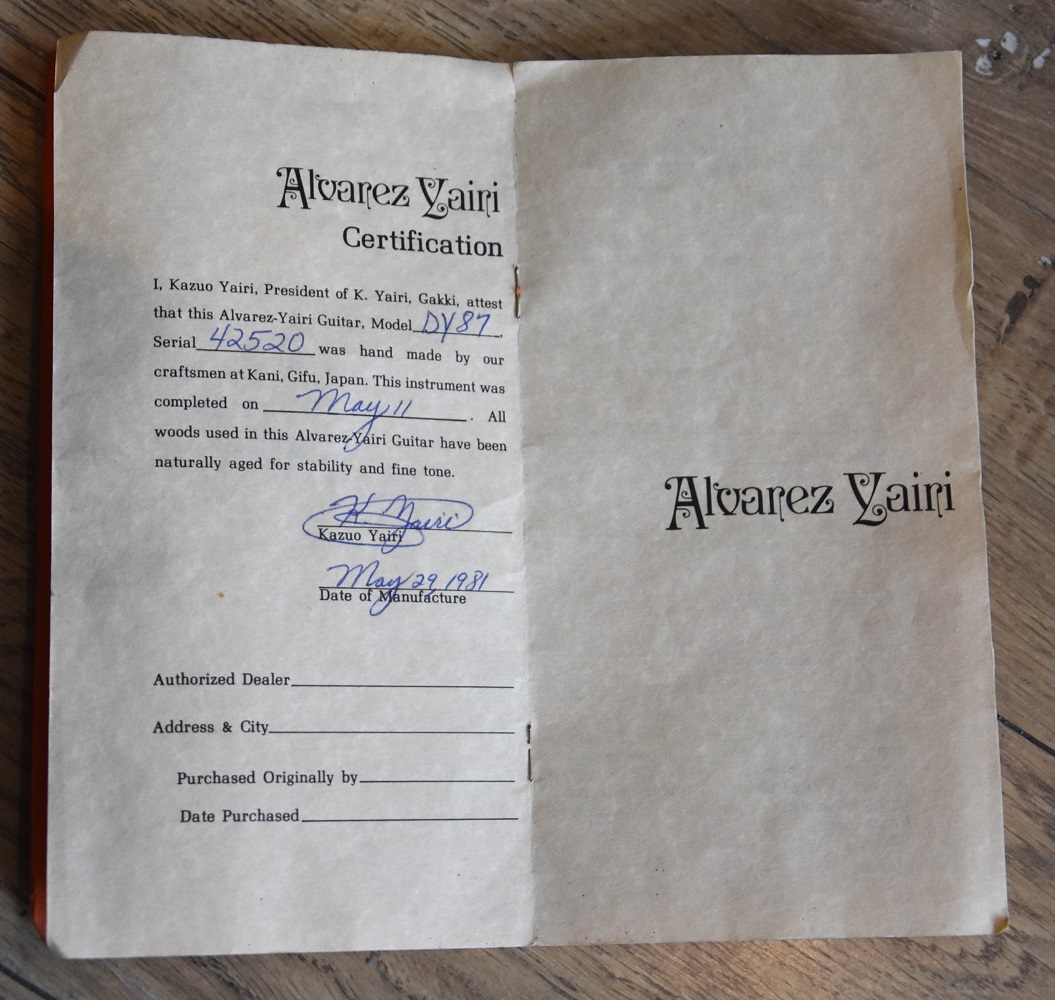 Alvarez Yairi
Certification
I, Kazuo Yairi, President of K. Yairi, Gakki, attest
that this Alvarez-Yairi Guitar, Model DY87,
Serial 42520 was hand made by our
craftsmen at Kani, Gifu, Japan. This instrument was
completed on May 11. All
woods used in this Alvarez-Yairi Guitar have been
naturally aged for stability and fine tone.
K. Yairi
Kazuo Yairi
May 29, 1981
Date of Manufacture
Authorized Dealer
Address & City
Purchased Originally by
Date Purchased
Alvarez Yairi